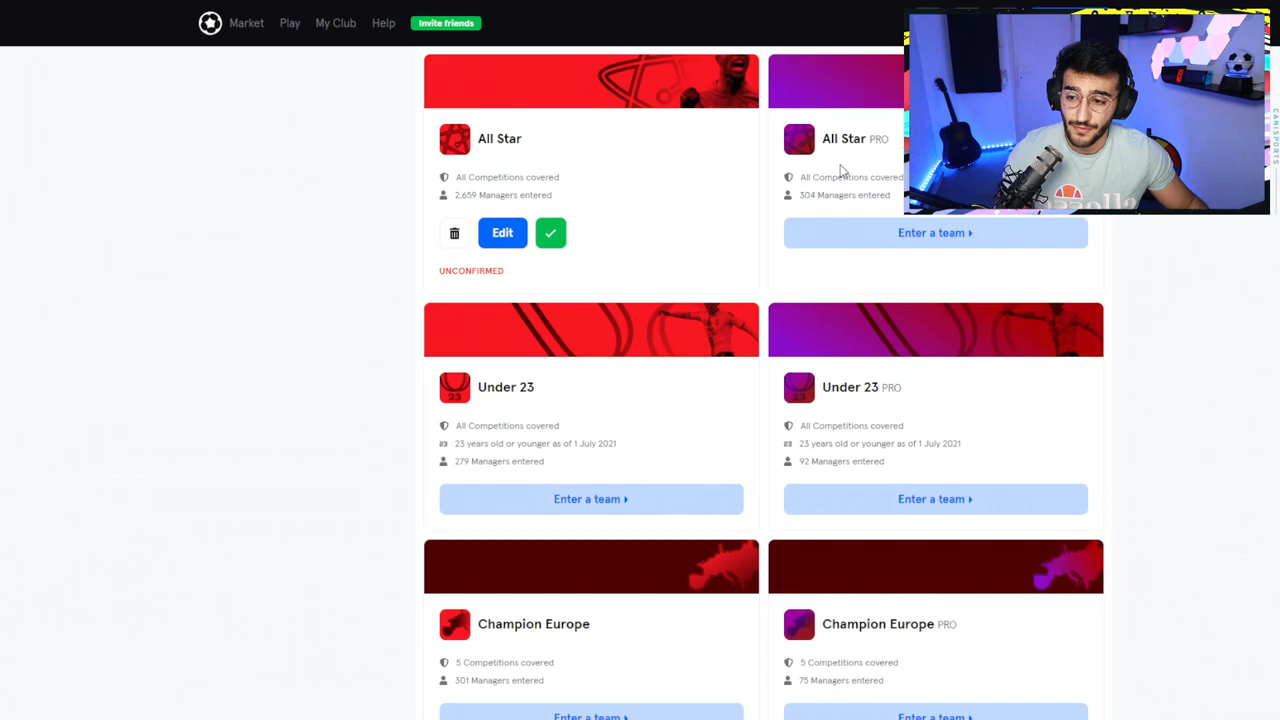 Market Play My Club Help Invite friends
All Star
All Competitions covered
2,659 Managers entered
Edit
UNCONFIRMED
All Star PRO
All Competitions covered
304 Managers entered
Enter a team
Under 23
All Competitions covered
23 years old or younger as of 1 July 2021
279 Managers entered
Enter a team
Under 23 PRO
All Competitions covered
23 years old or younger as of 1 July 2021
92 Managers entered
Enter a team
Champion Europe
5 Competitions covered
301 Managers entered
Enter a team
Champion Europe PRO
5 Competitions covered
75 Managers entered
Enter a team
CANISPORTS
ellesse